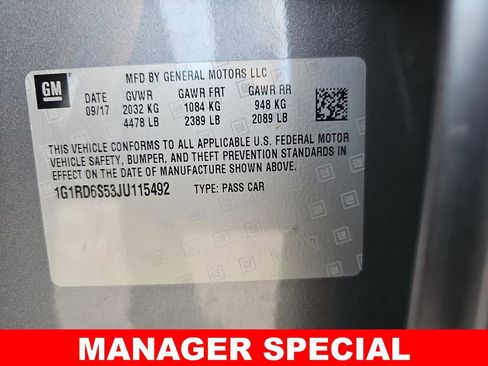 GM
MFD BY GENERAL MOTORS LLC
DATE GVWR GAWR FRT GAWR RR
09/17 2032 KG 1084 KG 948 KG
4478 LB 2389 LB 2089 LB
THIS VEHICLE CONFORMS TO ALL APPLICABLE U.S. FEDERAL MOTOR
VEHICLE SAFETY, BUMPER, AND THEFT PREVENTION STANDARDS
IN EFFECT ON THE DATE OF MANUFACTURE SHOWN ABOVE.
1G1RD6S53JU115492 TYPE: PASS CAR
MANAGER SPECIAL